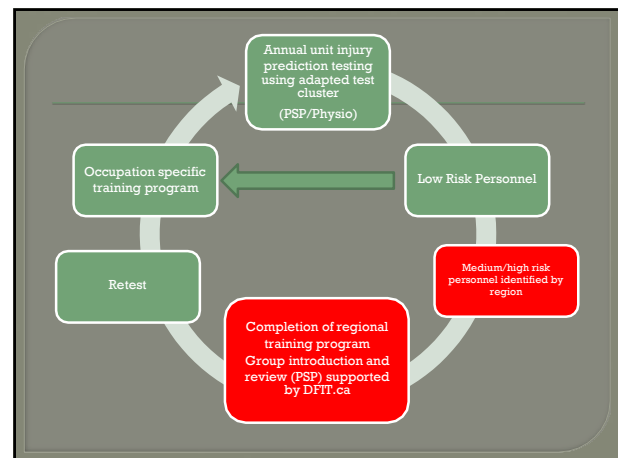 Annual unit injury
prediction testing
using adapted test
cluster
(PSP/Physio)
Low Risk Personnel
Medium/high risk
personnel identified by
region
Completion of regional
training program
Group introduction and
review (PSP) supported
by DFIT.ca
Retest
Occupation specific
training program